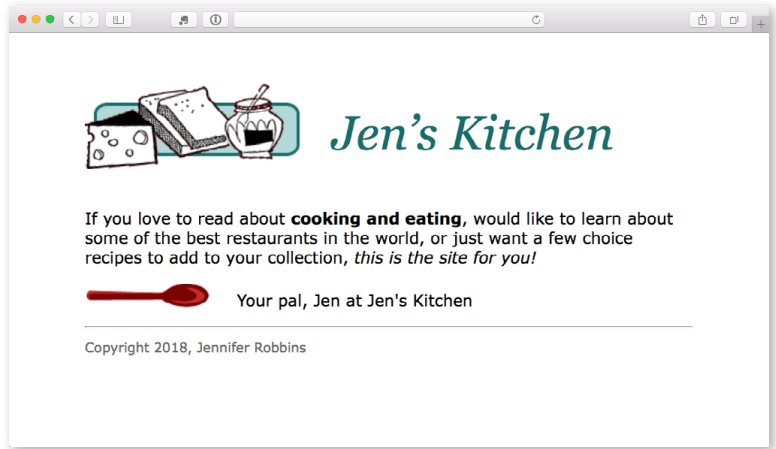 Jen’s Kitchen
If you love to read about cooking and eating, would like to learn about
some of the best restaurants in the world, or just want a few choice
recipes to add to your collection, this is the site for you!
Your pal, Jen at Jen's Kitchen
Copyright 2018, Jennifer Robbins